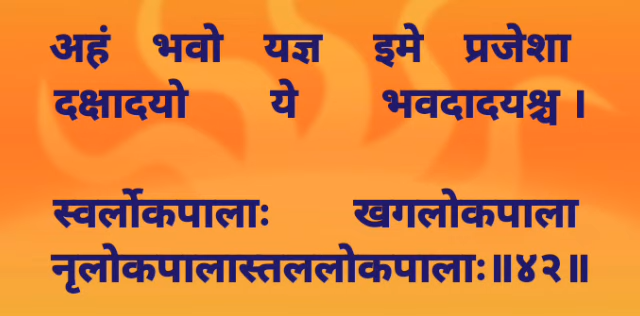 अहं भवो यज्ञ इमे प्रजेशा
दक्षादयो ये भवदादयश्च ।
स्वर्लोकपालाः खगलोकपाला
नृलोकपालास्तललोकपालाः॥४२॥